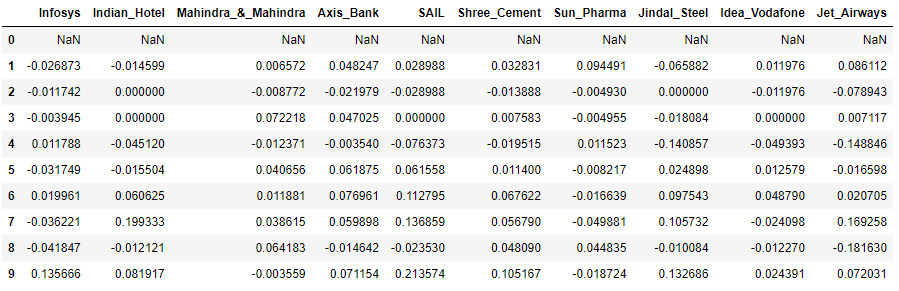 Infosys Indian_Hotel Mahindra_&_Mahindra Axis_Bank SAIL Shree_Cement Sun_Pharma Jindal_Steel Idea_Vodafone Jet_Airways
0 NaN NaN NaN NaN NaN NaN NaN NaN NaN NaN
1 -0.026873 -0.014599 0.006572 0.048247 0.028988 0.032831 0.094491 -0.065882 0.011976 0.086112
2 -0.011742 0.000000 -0.008772 -0.021979 -0.028988 -0.013888 -0.004930 0.000000 -0.011976 -0.078943
3 -0.003945 0.000000 0.072218 0.047025 0.000000 0.007583 -0.004955 -0.018084 0.000000 0.007117
4 0.011788 -0.045120 -0.012371 -0.003540 -0.076373 -0.019515 0.011523 -0.140857 -0.049393 -0.148846
5 -0.031749 -0.015504 0.040656 0.061875 0.061558 0.011400 -0.008217 0.024898 0.012579 -0.016598
6 0.019961 0.060625 0.011881 0.076961 0.112795 0.067622 -0.016639 0.097543 0.048790 0.020705
7 -0.036221 0.199333 0.038615 0.059898 0.136859 0.056790 -0.049881 0.105732 -0.024098 0.169258
8 -0.041847 -0.012121 0.064183 -0.014642 -0.023530 0.048090 0.044835 -0.010084 -0.012270 -0.181630
9 0.135666 0.081917 -0.003559 0.071154 0.213574 0.105167 -0.018724 0.132686 0.024391 0.072031